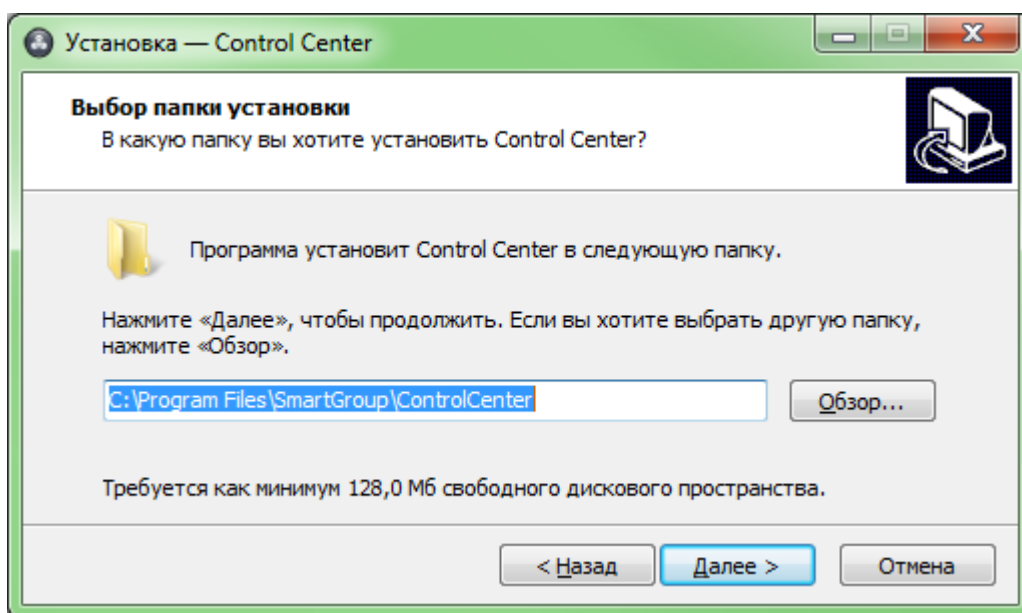 Установка — Control Center
Выбор папки установки
В какую папку вы хотите установить Control Center?
Программа установит Control Center в следующую папку.
Нажмите «Далее», чтобы продолжить. Если вы хотите выбрать другую папку,
нажмите «Обзор».
C:\Program Files\SmartGroup\ControlCenter
Обзор...
Требуется как минимум 128,0 Мб свободного дискового пространства.
< Назад
Далее >
Отмена